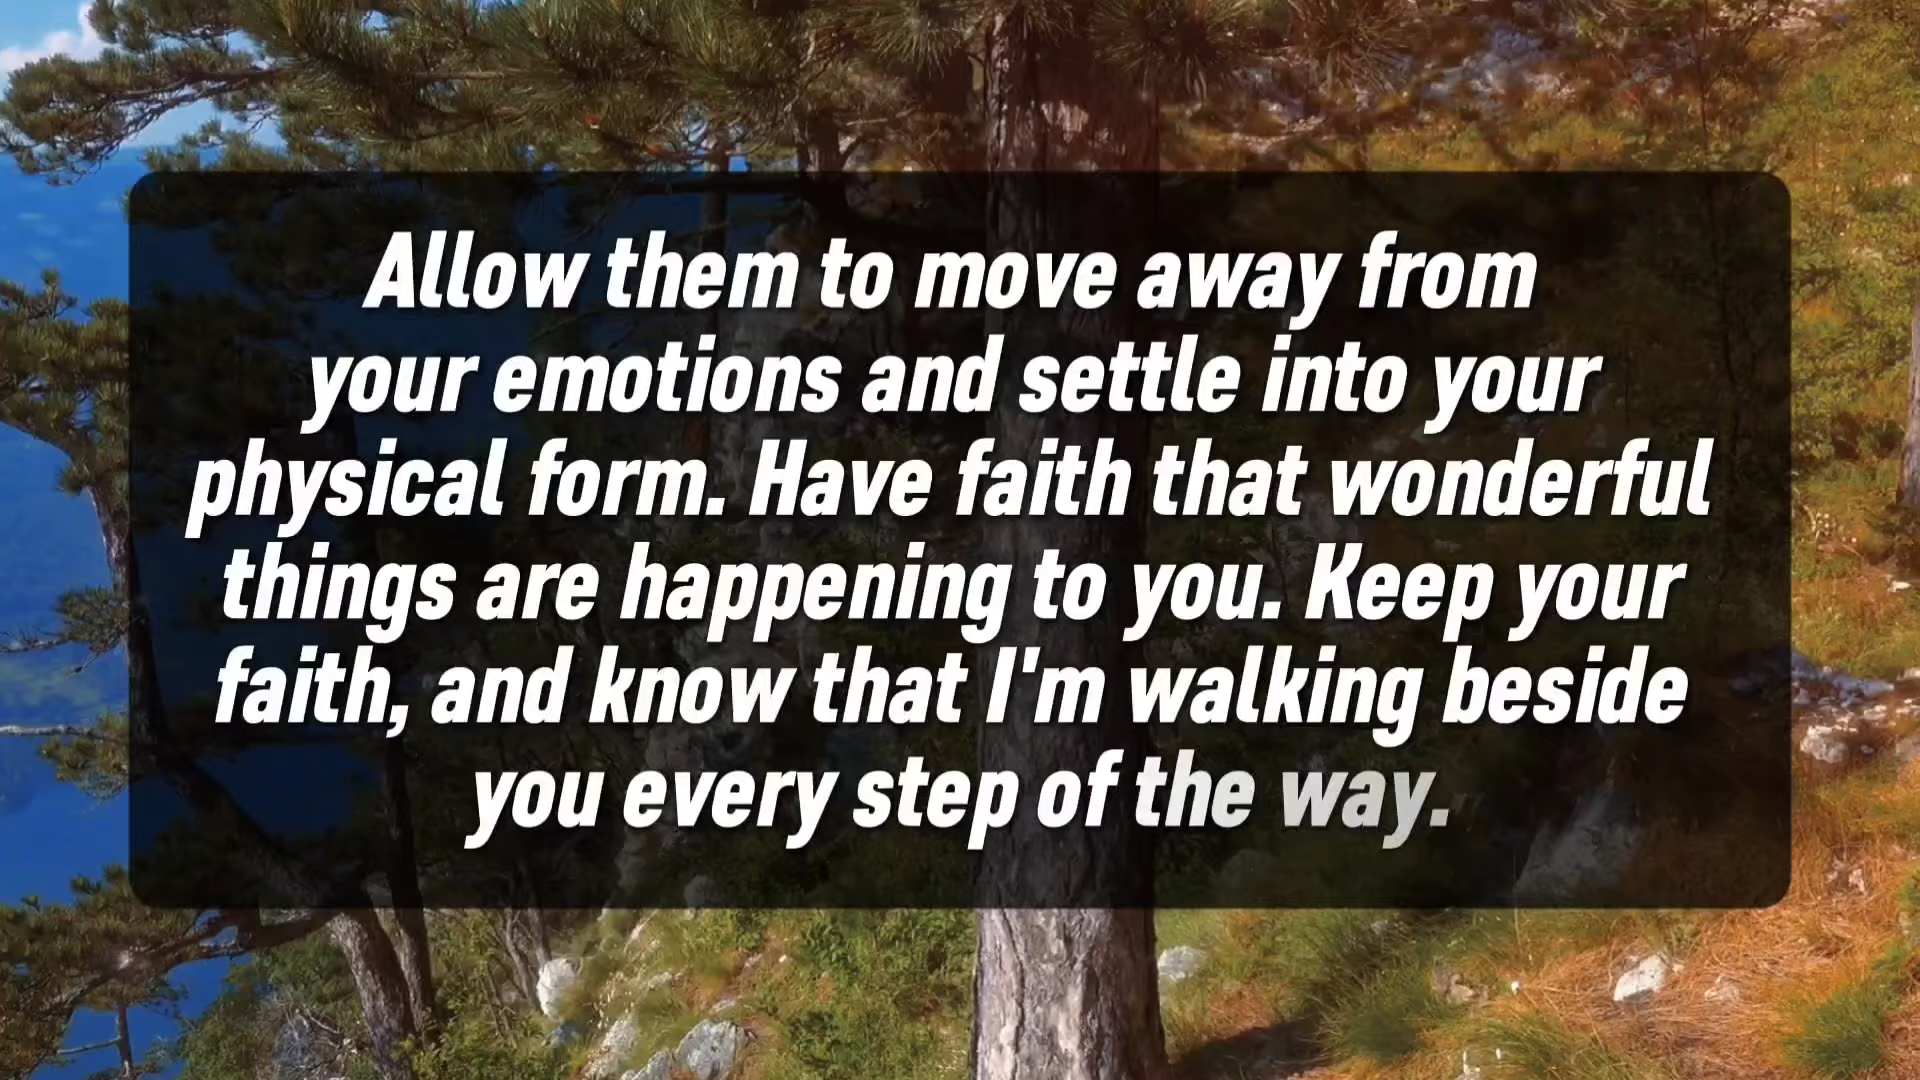 Allow them to move away from
your emotions and settle into your
physical form. Have faith that wonderful
things are happening to you. Keep your
faith, and know that I'm walking beside
you every step of the way.